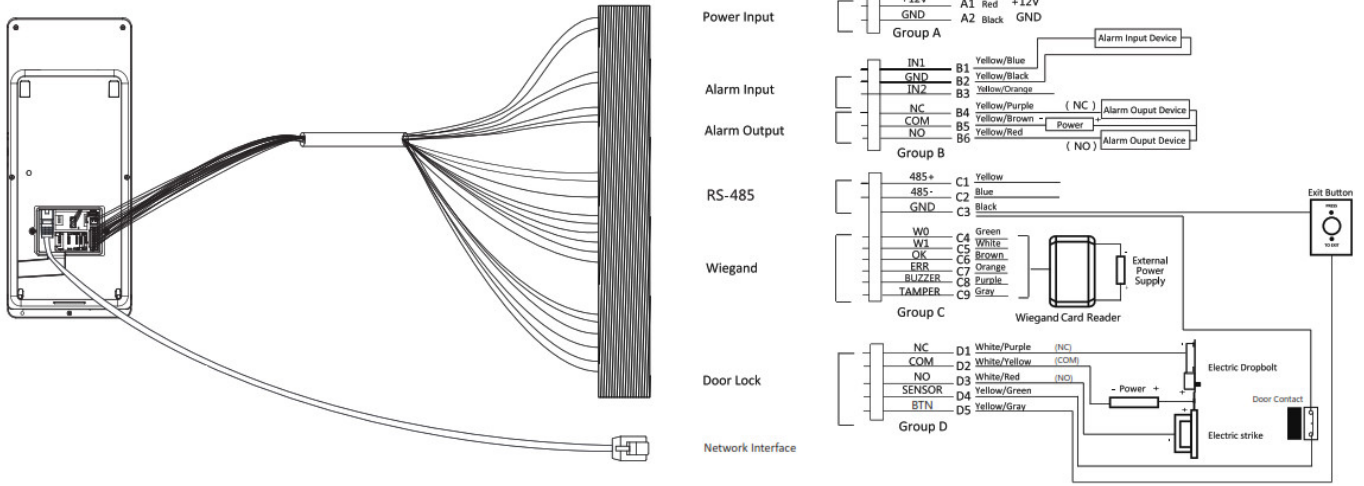 +12V A1 Red +12V
Power Input
GND A2 Black GND
Group A
Alarm Input Device
IN1 B1 Yellow/Blue
GND B2 Yellow/Black
Alarm Input
IN2 B3 Yellow/Orange
NC B4 Yellow/Purple ( NC ) Alarm Ouput Device
Alarm Output
COM B5 Yellow/Brown - Power +
NO B6 Yellow/Red ( NO ) Alarm Ouput Device
Group B
485+ C1 Yellow
RS-485
485- C2 Blue
GND C3 Black
Exit Button
PRESS
TO OUT
W0 C4 Green
W1 C5 White
OK C6 Brown
Wiegand
ERR C7 Orange
BUZZER C8 Purple
TAMPER C9 Gray
External
Power
Supply
Group C
Wiegand Card Reader
NC D1 White/Purple (NC)
COM D2 White/Yellow (COM)
Electric Dropbolt
Door Lock
NO D3 White/Red (NO)
- Power +
SENSOR D4 Yellow/Green
Door Contact
BTN D5 Yellow/Gray
Group D
Electric strike
Network Interface